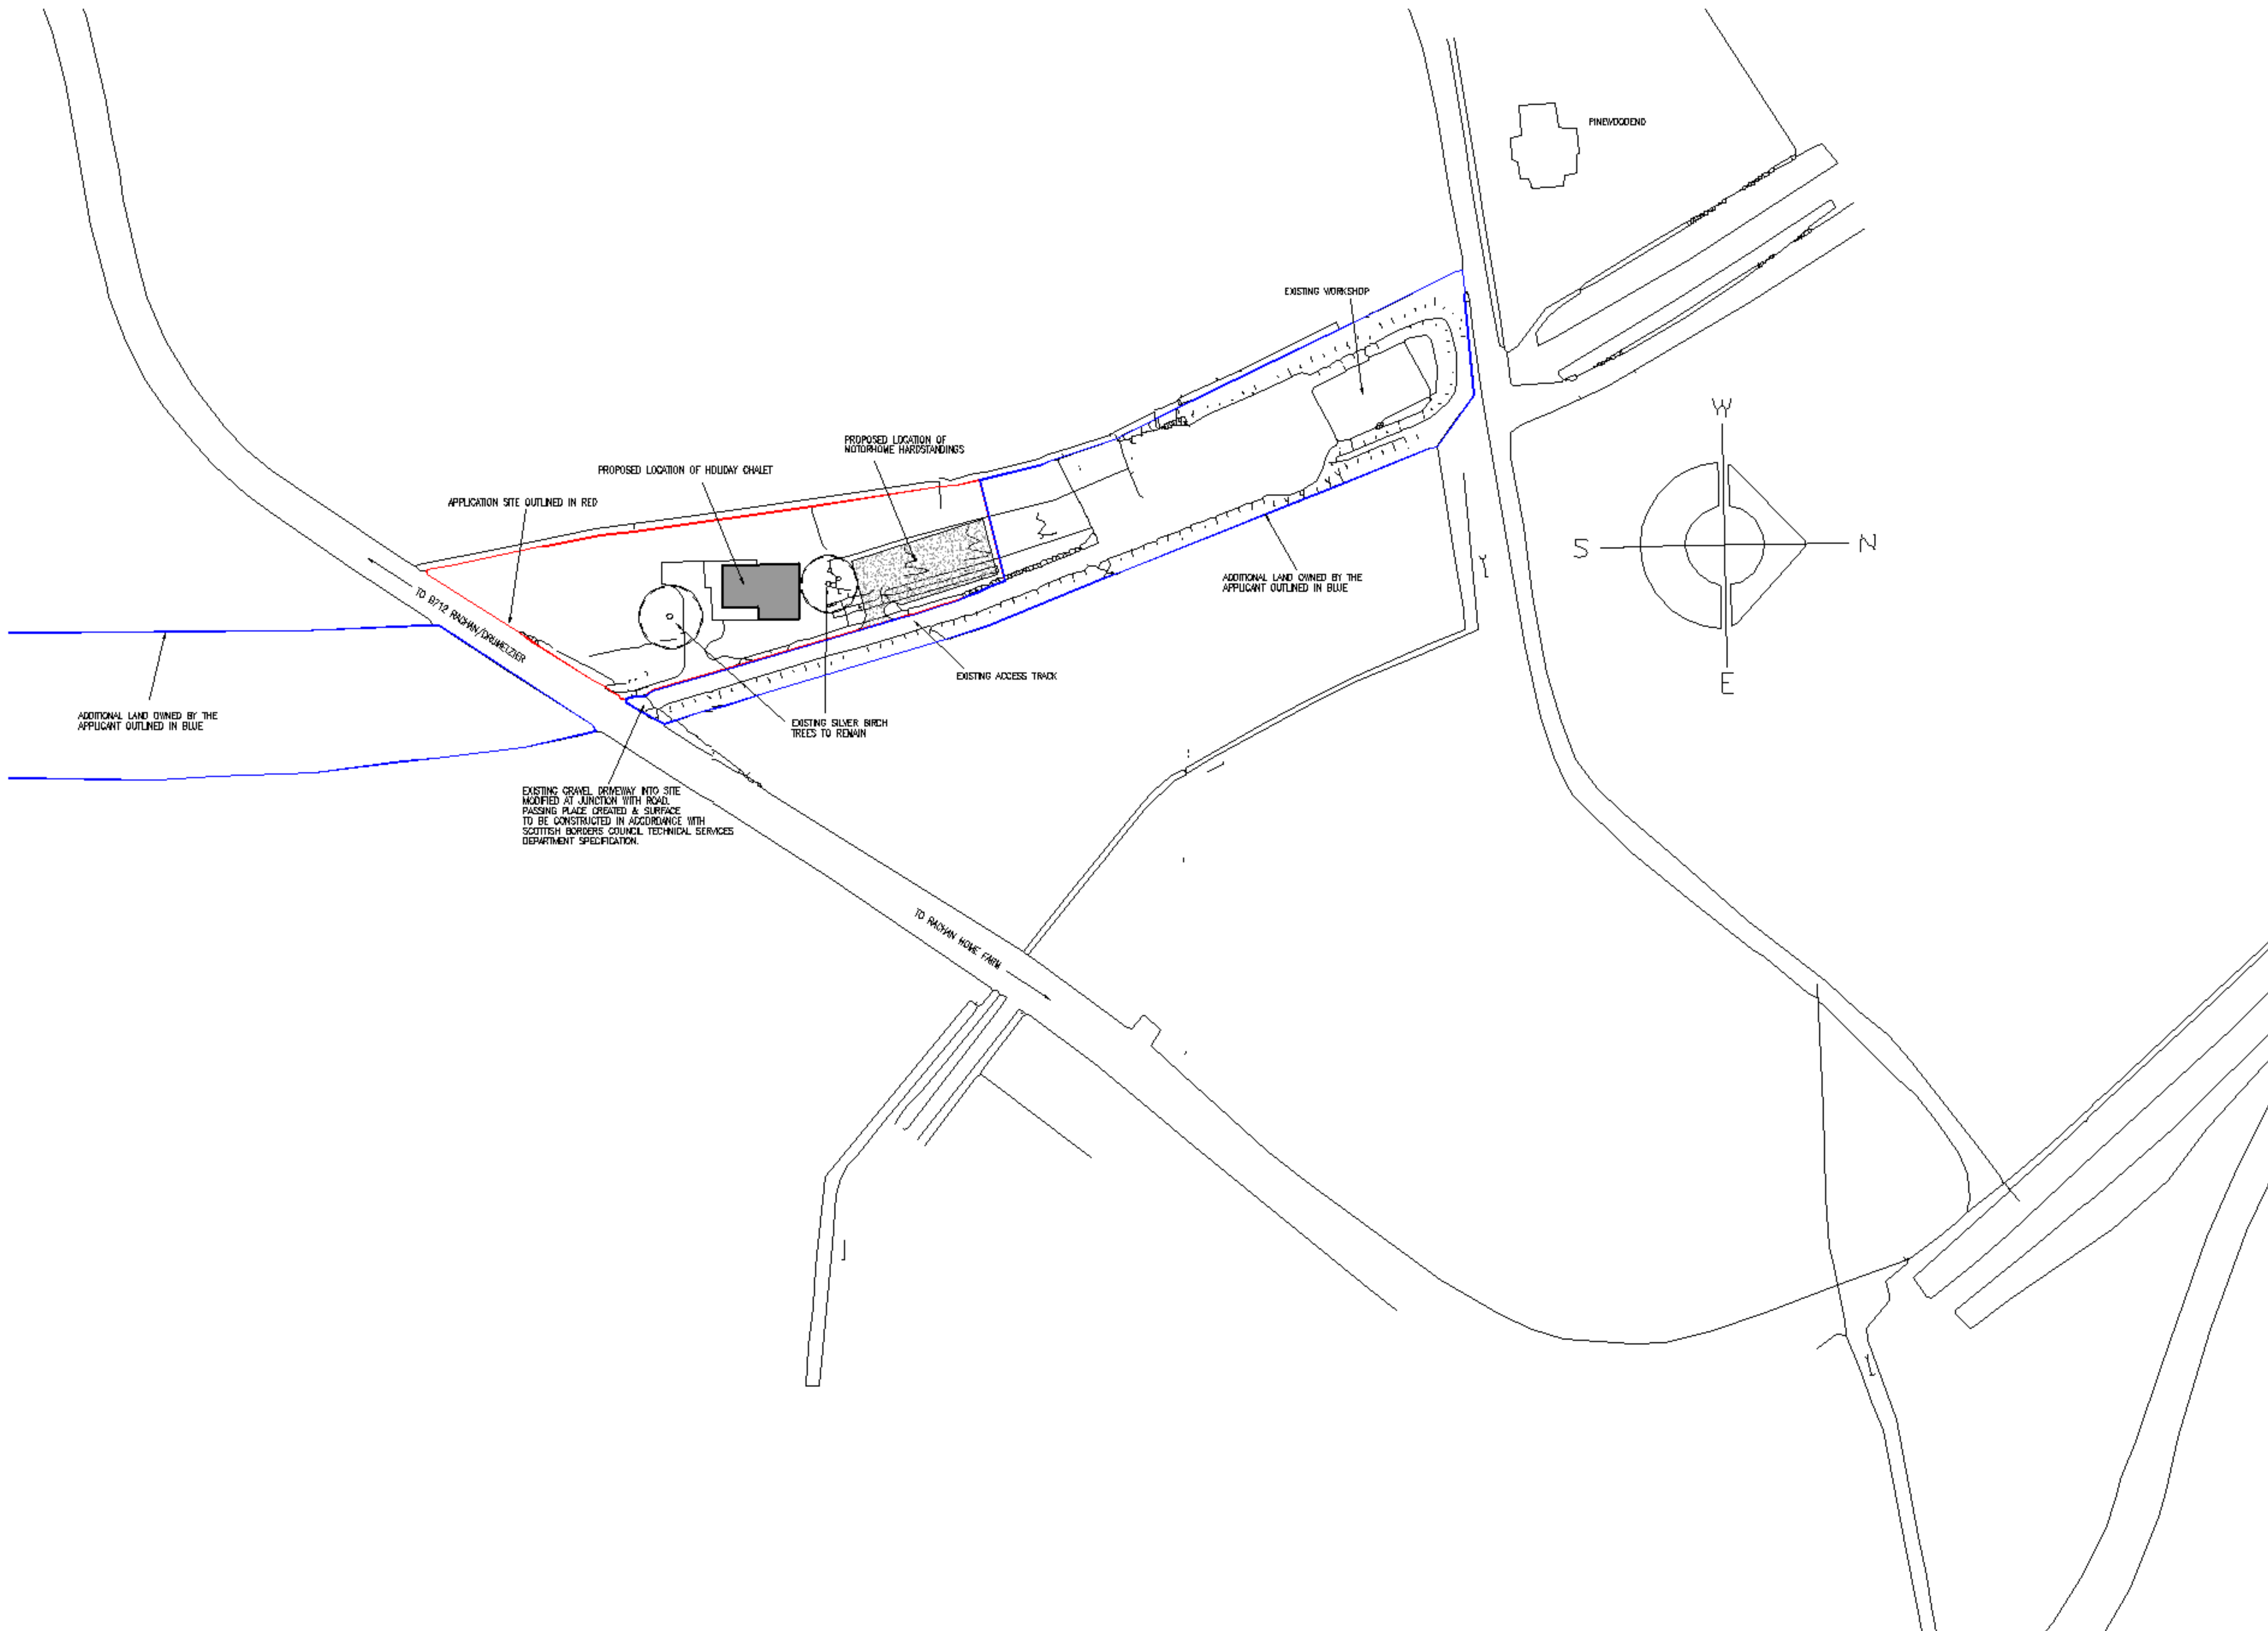 PINEWOODEND
EXISTING WORKSHOP
W
S
N
E
PROPOSED LOCATION OF
MOTORHOME HARDSTANDINGS
PROPOSED LOCATION OF HOLIDAY CHALET
APPLICATION SITE OUTLINED IN RED
TO B712 RACHAN/DRUMELZIER
ADDITIONAL LAND OWNED BY THE
APPLICANT OUTLINED IN BLUE
EXISTING ACCESS TRACK
ADDITIONAL LAND OWNED BY THE
APPLICANT OUTLINED IN BLUE
EXISTING SILVER BIRCH
TREES TO REMAIN
EXISTING GRAVEL DRIVEWAY INTO SITE
MODIFIED AT JUNCTION WITH ROAD.
PASSING PLACE CREATED & SURFACE
TO BE CONSTRUCTED IN ACCORDANCE WITH
SCOTTISH BORDERS COUNCIL TECHNICAL SERVICES
DEPARTMENT SPECIFICATION.
TO RACHAN HOME FARM